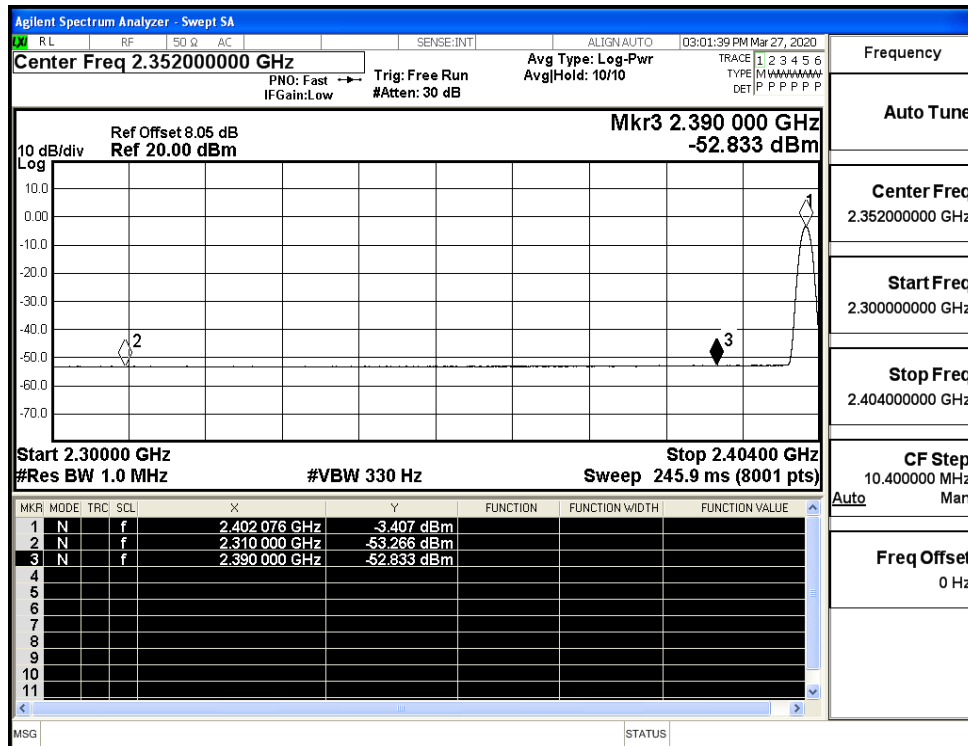 Agilent Spectrum Analyzer - Swept SA
LXI RL RF 50 Ω AC SENSE:INT ALIGN AUTO 03:01:39 PM Mar 27, 2020
Center Freq 2.352000000 GHz
PNO: Fast
IFGain:Low
Trig: Free Run
#Atten: 30 dB
Avg Type: Log-Pwr
Avg|Hold: 10/10
TRACE 1 2 3 4 5 6
TYPE M WWWWW
DET P P P P P P
Ref Offset 8.05 dB
10 dB/div Ref 20.00 dBm
Log
Mkr3 2.390 000 GHz
-52.833 dBm
10.0
0.00
-10.0
-20.0
-30.0
-40.0
-50.0
-60.0
-70.0
1
2
3
Start 2.30000 GHz Stop 2.40400 GHz
#Res BW 1.0 MHz #VBW 330 Hz Sweep 245.9 ms (8001 pts)
MKR MODE TRC SCL X Y FUNCTION FUNCTION WIDTH FUNCTION VALUE
1 N f 2.402 076 GHz -3.407 dBm
2 N f 2.310 000 GHz -53.266 dBm
3 N f 2.390 000 GHz -52.833 dBm
4
5
6
7
8
9
10
11
MSG STATUS
Frequency
Auto Tune
Center Freq
2.352000000 GHz
Start Freq
2.300000000 GHz
Stop Freq
2.404000000 GHz
CF Step
10.400000 MHz
Auto Man
Freq Offset
0 Hz